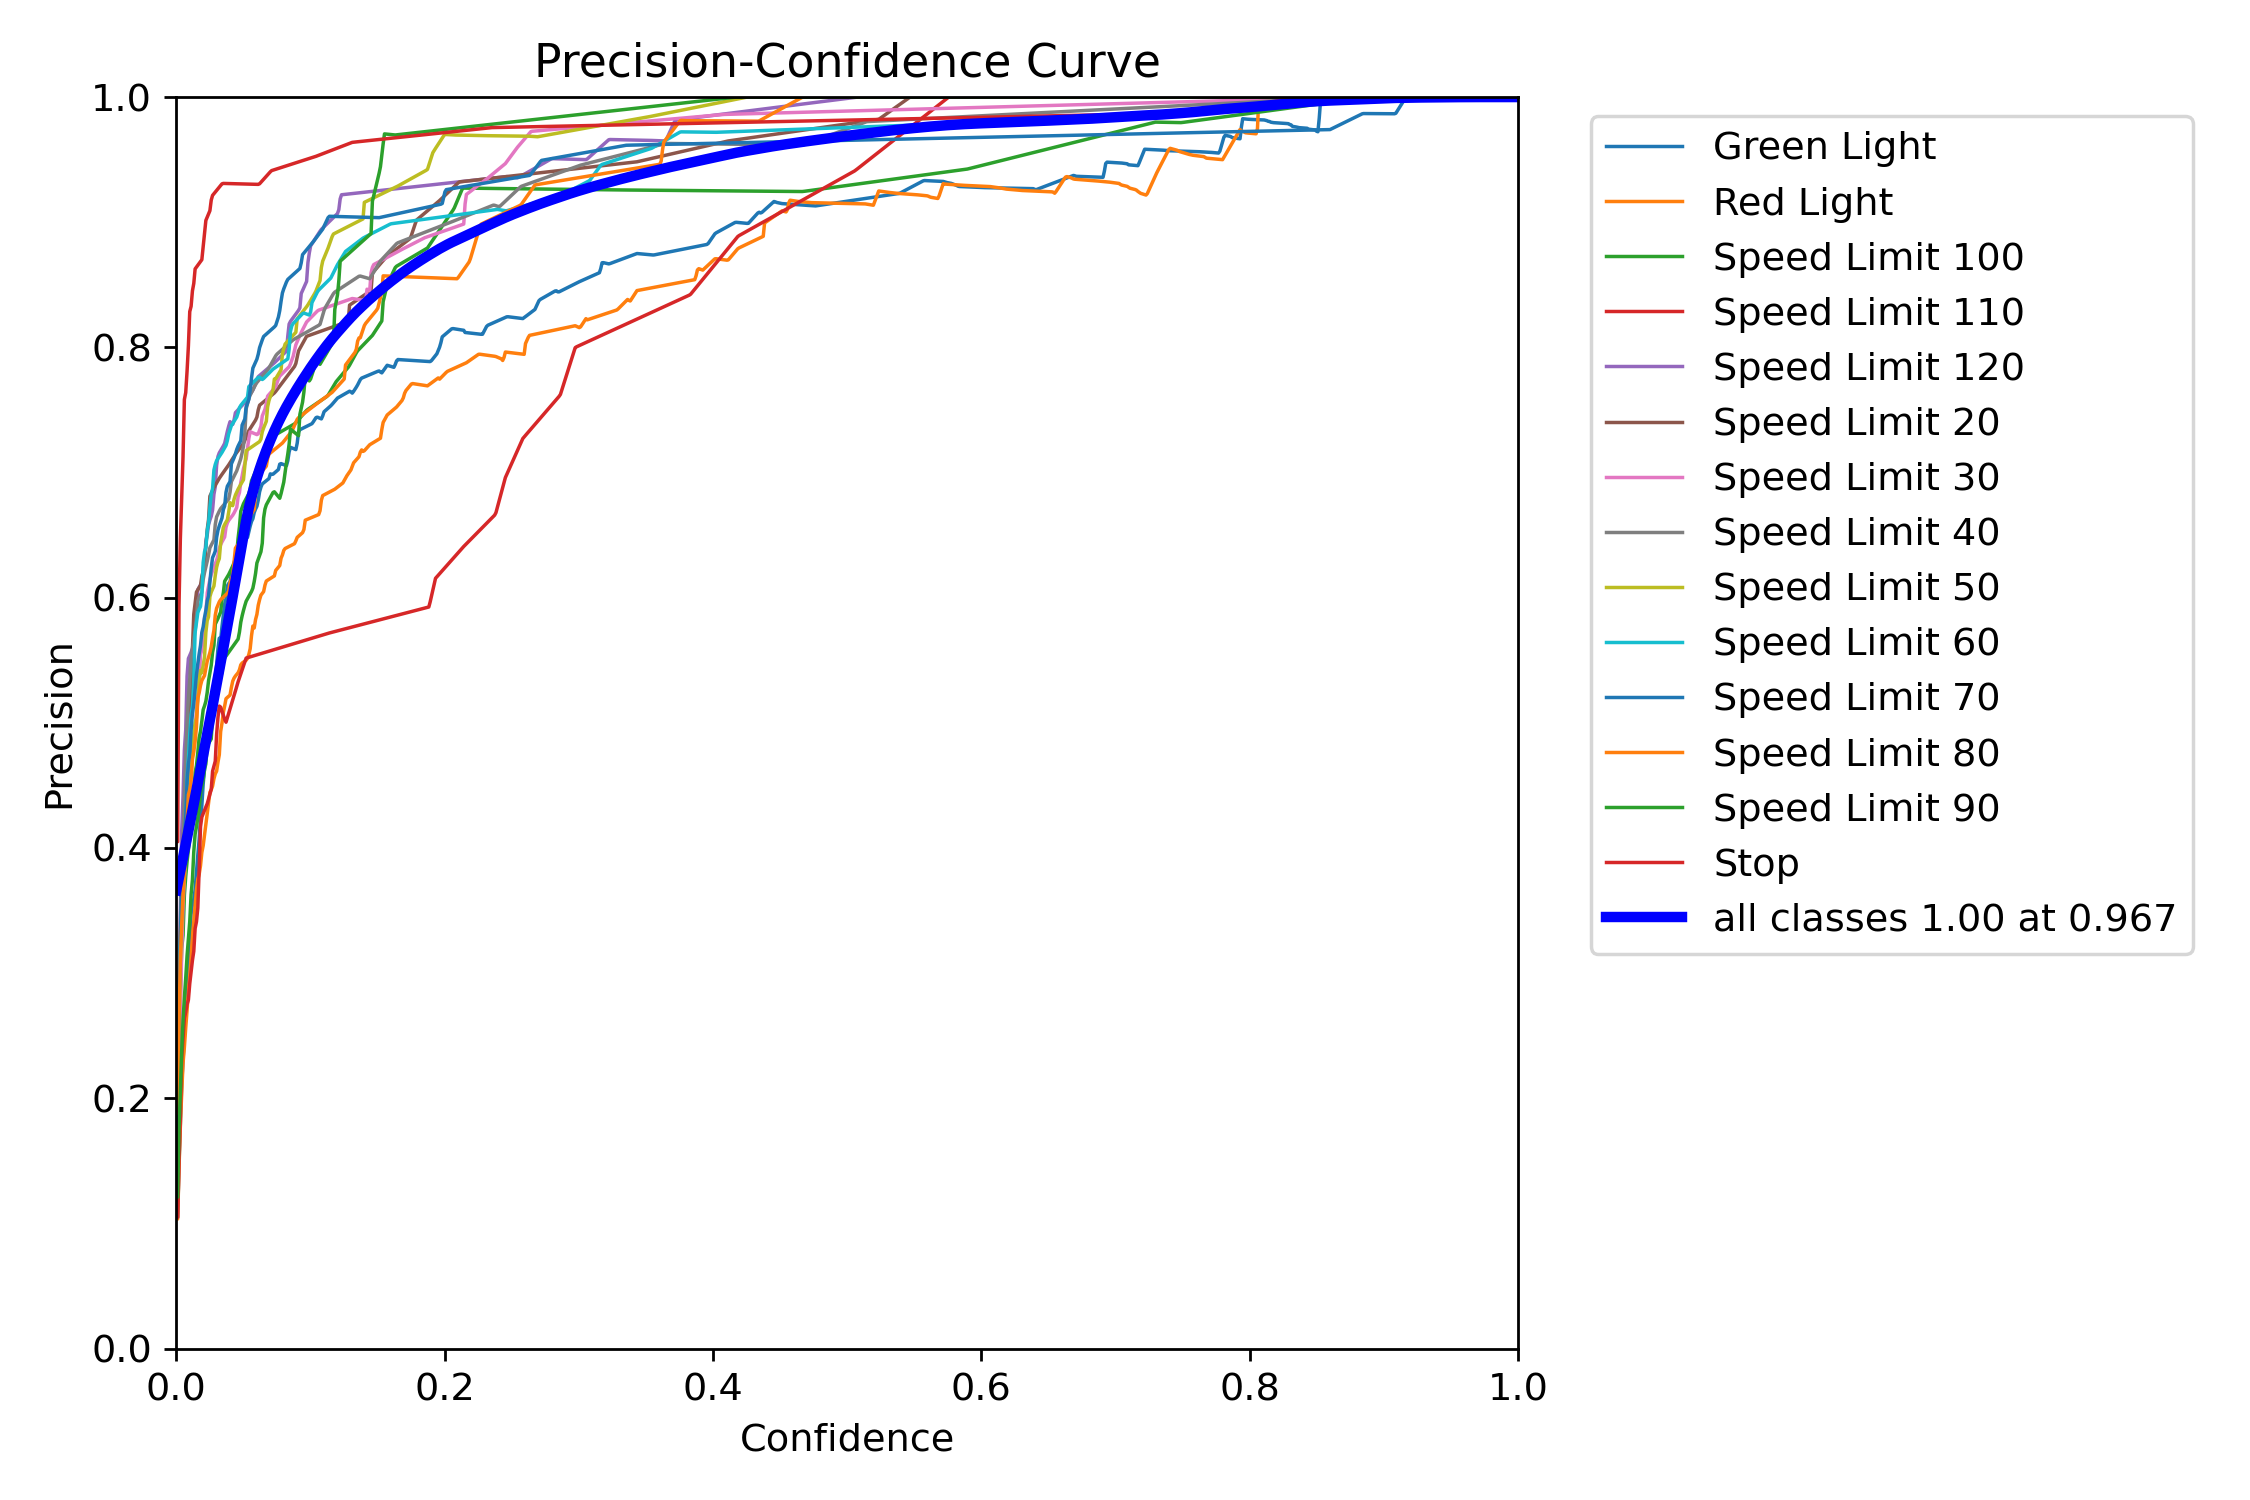 Precision-Confidence Curve
1.0
0.8
0.6
0.4
0.2
0.0
Precision
0.0 0.2 0.4 0.6 0.8 1.0
Confidence
Green Light
Red Light
Speed Limit 100
Speed Limit 110
Speed Limit 120
Speed Limit 20
Speed Limit 30
Speed Limit 40
Speed Limit 50
Speed Limit 60
Speed Limit 70
Speed Limit 80
Speed Limit 90
Stop
all classes 1.00 at 0.967